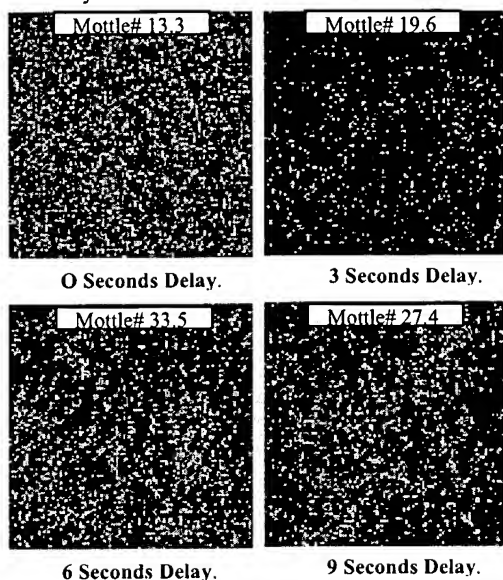 Mottle# 13.3
Mottle# 19.6
O Seconds Delay.
3 Seconds Delay.
Mottle# 33.5
Mottle# 27.4
6 Seconds Delay.
9 Seconds Delay.